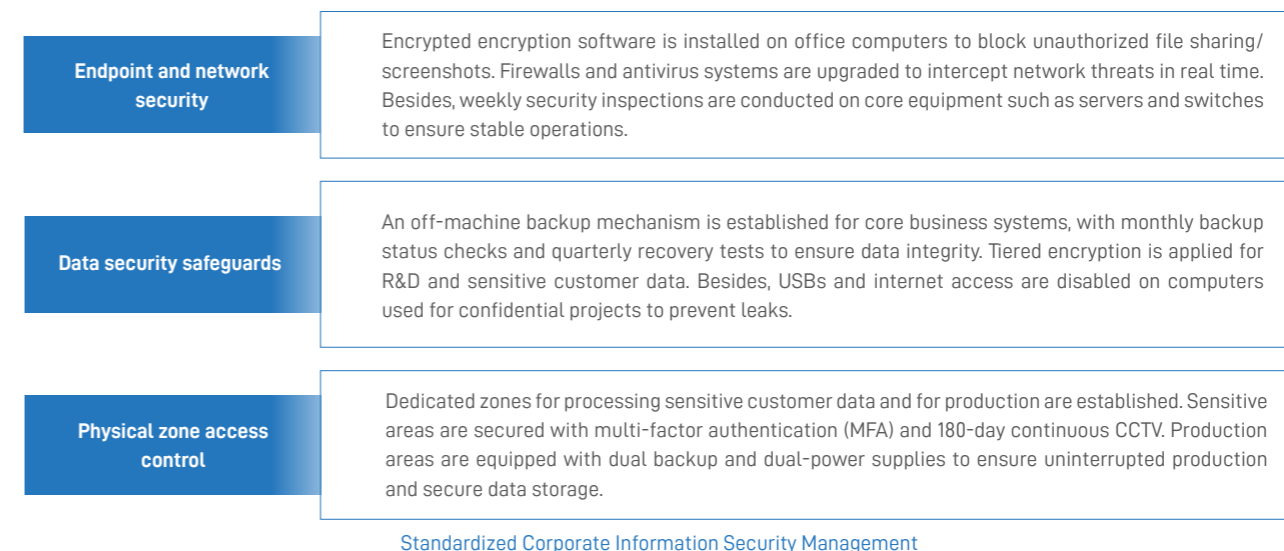 Endpoint and network
security
Encrypted encryption software is installed on office computers to block unauthorized file sharing/
screenshots. Firewalls and antivirus systems are upgraded to intercept network threats in real time.
Besides, weekly security inspections are conducted on core equipment such as servers and switches
to ensure stable operations.
Data security safeguards
An off-machine backup mechanism is established for core business systems, with monthly backup
status checks and quarterly recovery tests to ensure data integrity. Tiered encryption is applied for
R&D and sensitive customer data. Besides, USBs and internet access are disabled on computers
used for confidential projects to prevent leaks.
Physical zone access
control
Dedicated zones for processing sensitive customer data and for production are established. Sensitive
areas are secured with multi-factor authentication (MFA) and 180-day continuous CCTV. Production
areas are equipped with dual backup and dual-power supplies to ensure uninterrupted production
and secure data storage.
Standardized Corporate Information Security Management